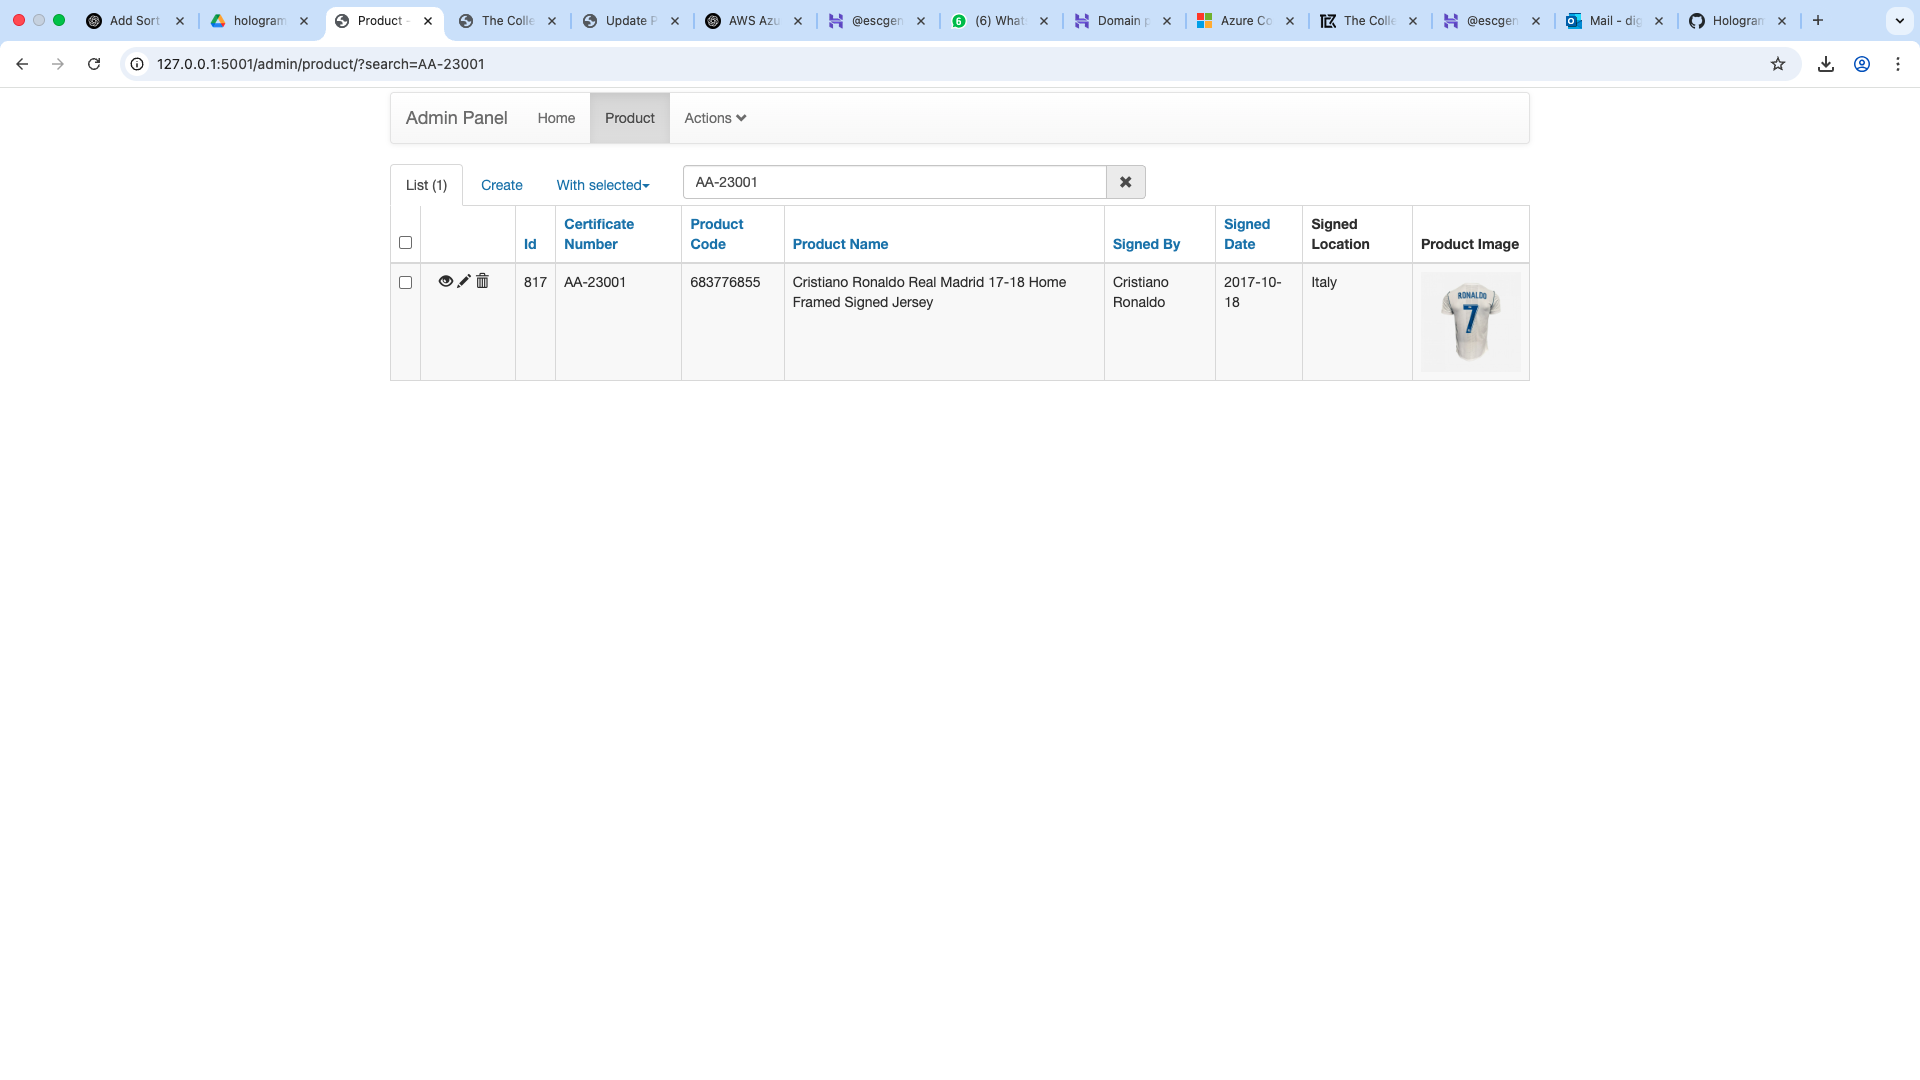 Add Sort
hologram
Product -
The Colle
Update P
AWS Azu
@escgen
6
(6) What
Domain p
Azure Co
The Colle
@escgen
Mail - dig
Hologram
127.0.0.1:5001/admin/product/?search=AA-23001
Admin Panel
Home
Product
Actions
List (1)
Create
With selected
AA-23001
Id
Certificate
Number
Product
Code
Product Name
Signed By
Signed
Date
Signed
Location
Product Image
817
AA-23001
683776855
Cristiano Ronaldo Real Madrid 17-18 Home
Framed Signed Jersey
Cristiano
Ronaldo
2017-10-
18
Italy
RONALDO
7